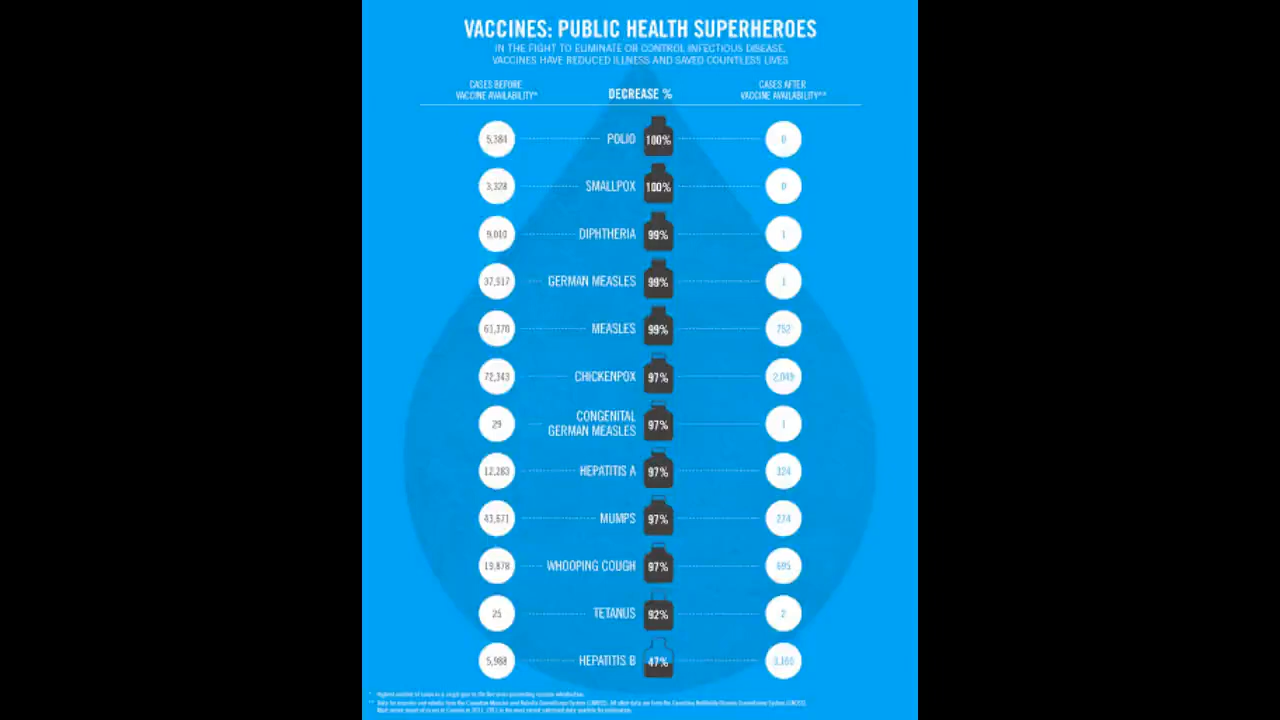 VACCINES: PUBLIC HEALTH SUPERHEROES
IN THE FIGHT TO ELIMINATE OR CONTROL INFECTIOUS DISEASE,
VACCINES HAVE REDUCED ILLNESS AND SAVED COUNTLESS LIVES
CASES BEFORE
VACCINE AVAILABILITY*
DECREASE %
CASES AFTER
VACCINE AVAILABILITY**
5,384 POLIO 100% 0
3,328 SMALLPOX 100% 0
9,010 DIPHTHERIA 99% 1
37,917 GERMAN MEASLES 99% 1
61,370 MEASLES 99% 752
72,343 CHICKENPOX 97% 2,049
29 CONGENITAL
GERMAN MEASLES 97% 1
12,283 HEPATITIS A 97% 324
43,671 MUMPS 97% 274
19,878 WHOOPING COUGH 97% 695
25 TETANUS 92% 2
5,988 HEPATITIS B 47%